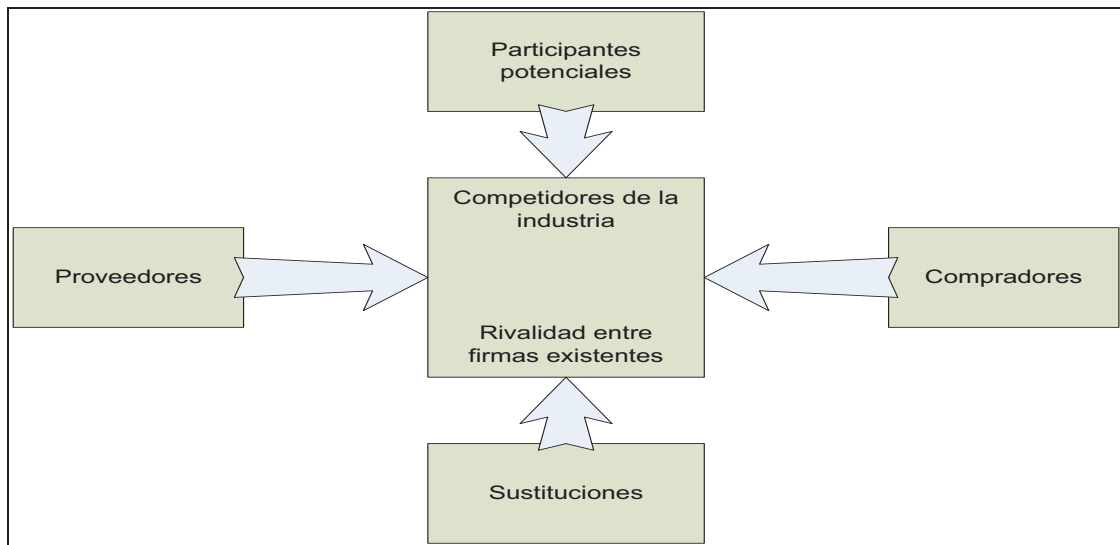 Participantes
potenciales
Competidores de la
industria
Proveedores
Compradores
Rivalidad entre
firmas existentes
Sustituciones